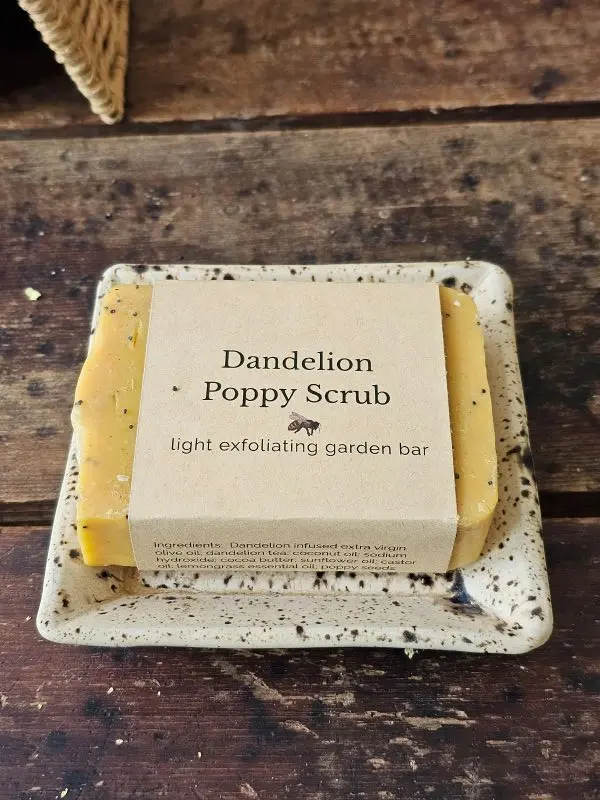 Dandelion
Poppy Scrub
light exfoliating garden bar
Ingredients: Dandelion infused extra virgin
olive oil; dandelion tea; coconut oil; sodium
hydroxide; cocoa butter; sunflower oil; castor
oil; lemongrass essential oil; poppy seeds